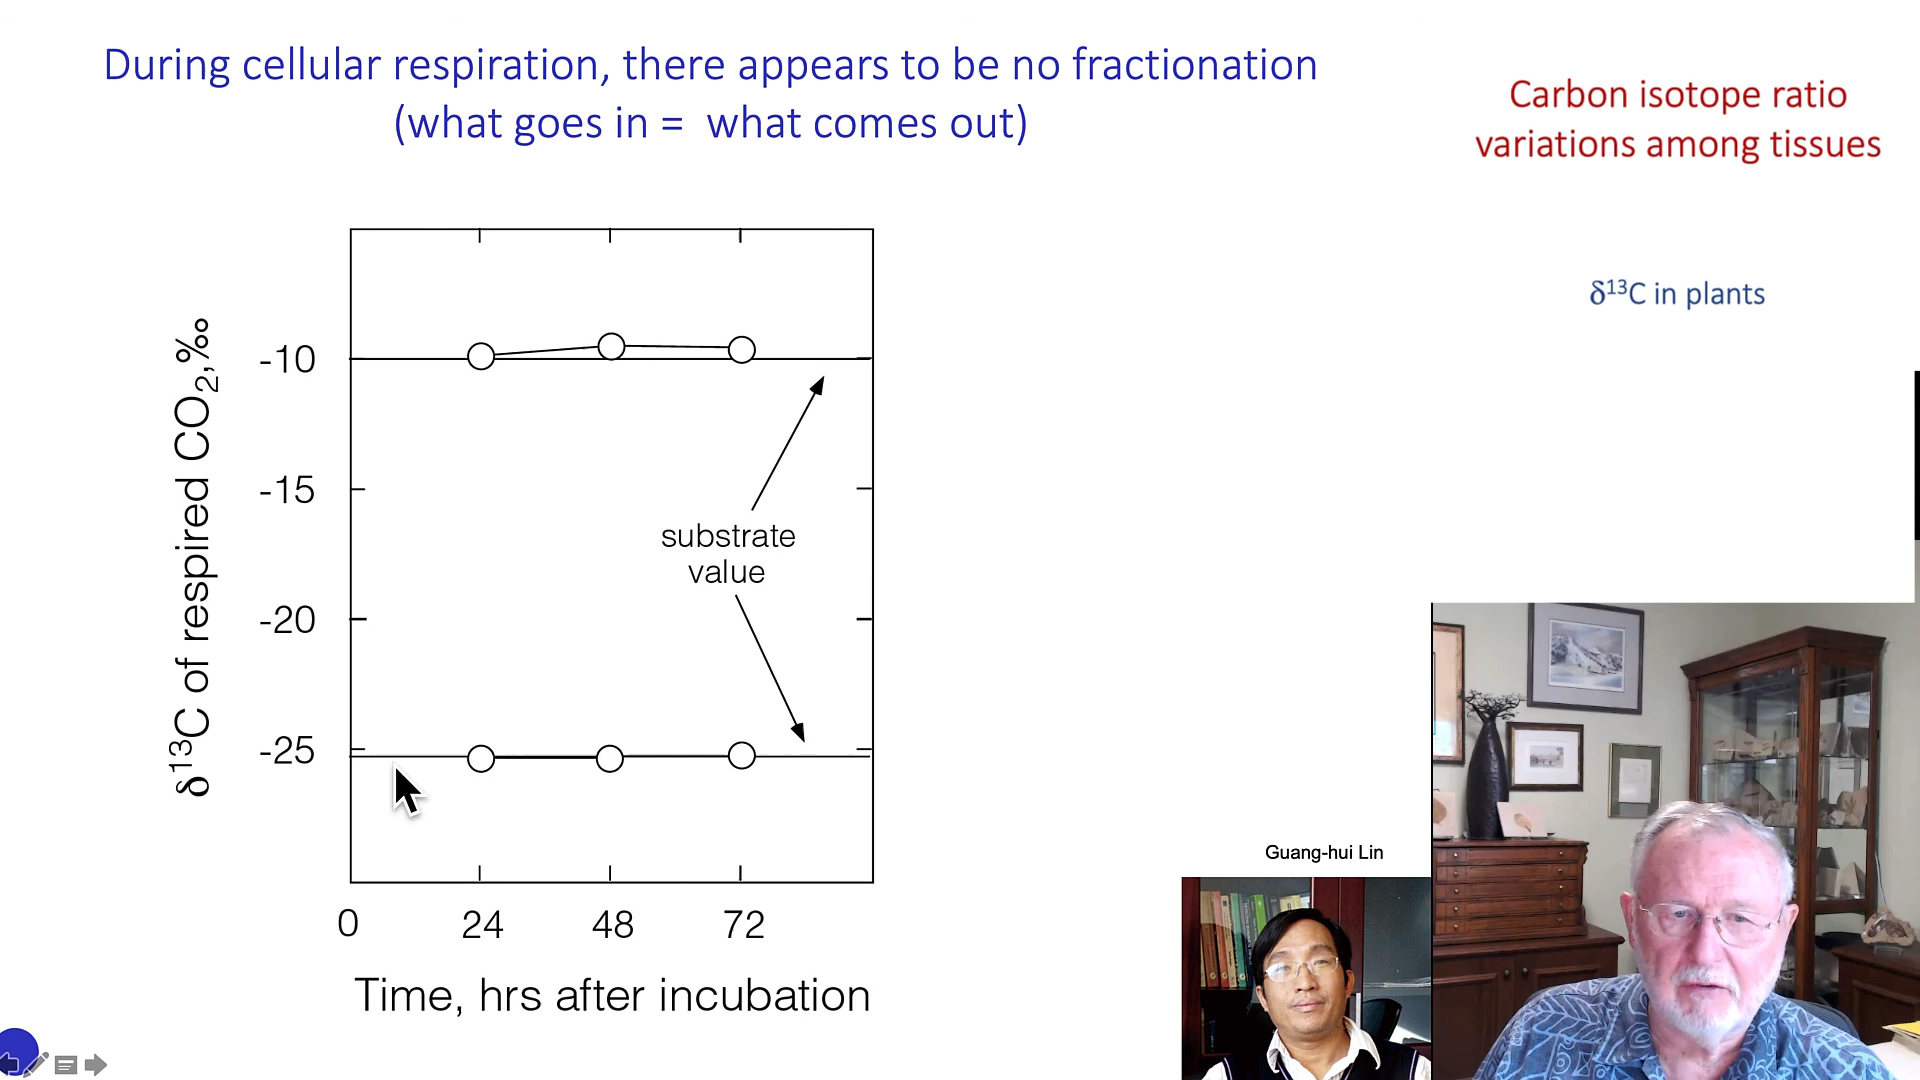 During cellular respiration, there appears to be no fractionation
(what goes in = what comes out)
Carbon isotope ratio
variations among tissues
δ¹³C in plants
δ¹³C of respired CO₂,‰
-10
-15
-20
-25
substrate
value
0 24 48 72
Time, hrs after incubation
Guang-hui Lin